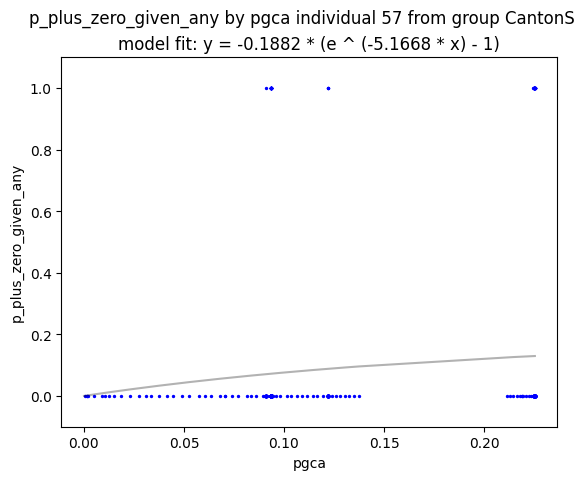 p_plus_zero_given_any by pgca individual 57 from group CantonS
model fit: y = -0.1882 * (e ^ (-5.1668 * x) - 1)
1.0
0.8
0.6
0.4
0.2
0.0
p_plus_zero_given_any
0.00 0.05 0.10 0.15 0.20
pgca